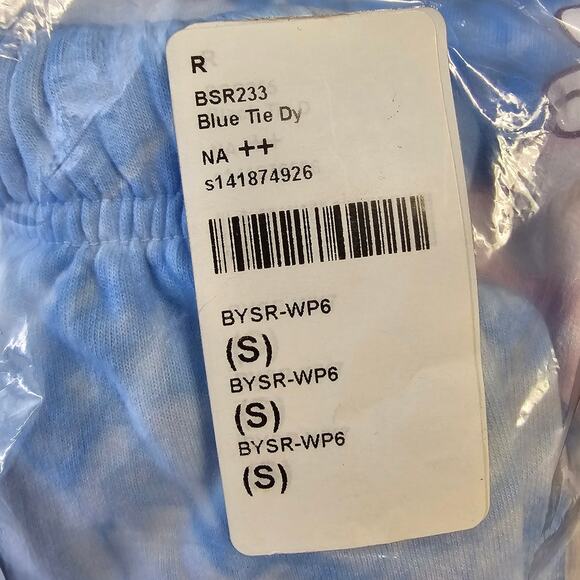 R
BSR233
Blue Tie Dy
NA ++
s141874926
BYSR-WP6
(S)
BYSR-WP6
(S)
BYSR-WP6
(S)